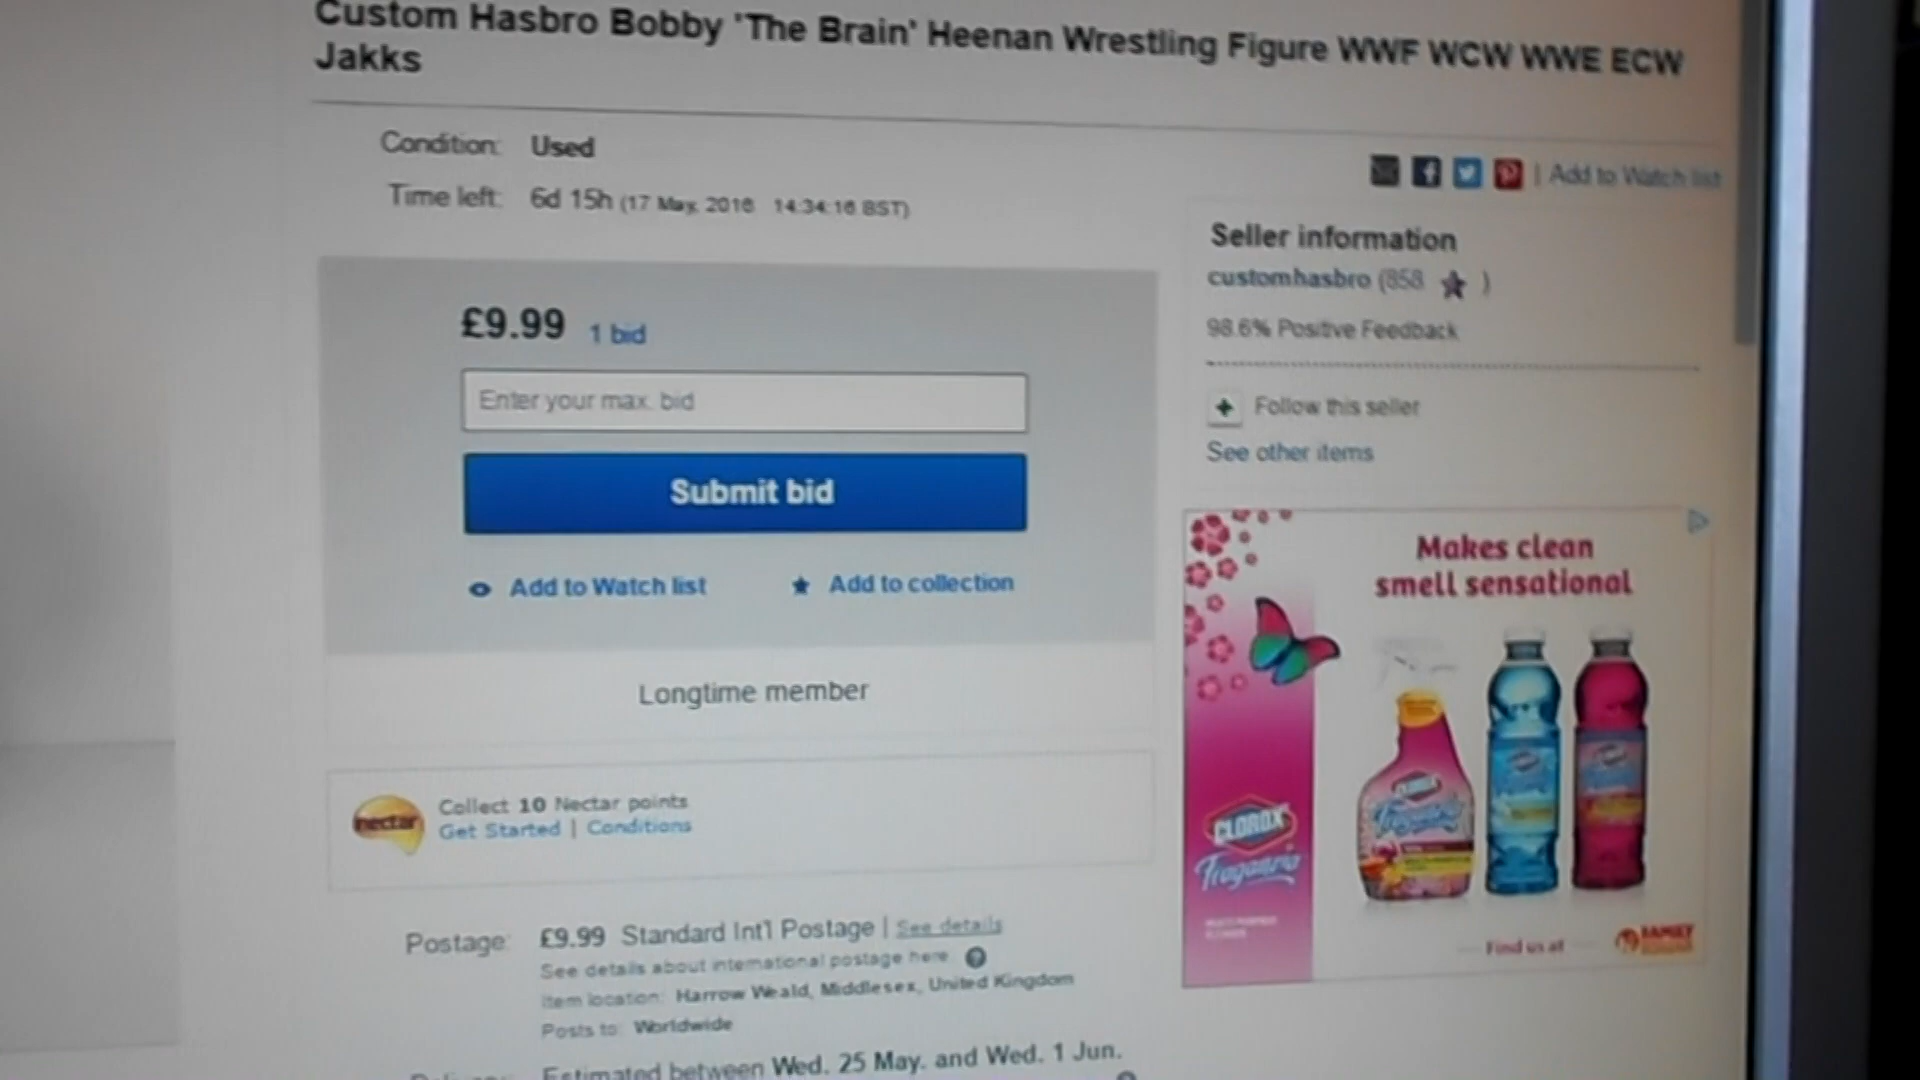 Custom Hasbro Bobby 'The Brain' Heenan Wrestling Figure WWF WCW WWE ECW
Jakks
Condition: Used
Time left: 6d 15h (17 May, 2016 14:34:16 BST)
| Add to Watch list
£9.99 1 bid
Enter your max. bid
Submit bid
Add to Watch list
Add to collection
Longtime member
nectar
Collect 10 Nectar points
Get Started | Conditions
Postage: £9.99 Standard Int'l Postage | See details
See details about international postage here
Item location: Harrow Weald, Middlesex, United Kingdom
Posts to: Worldwide
Estimated between Wed. 25 May. and Wed. 1 Jun.
Seller information
customhasbro (858 )
98.6% Positive Feedback
Follow this seller
See other items
Makes clean
smell sensational
CLOROX
Fraganzia
Find us at
FAMILY